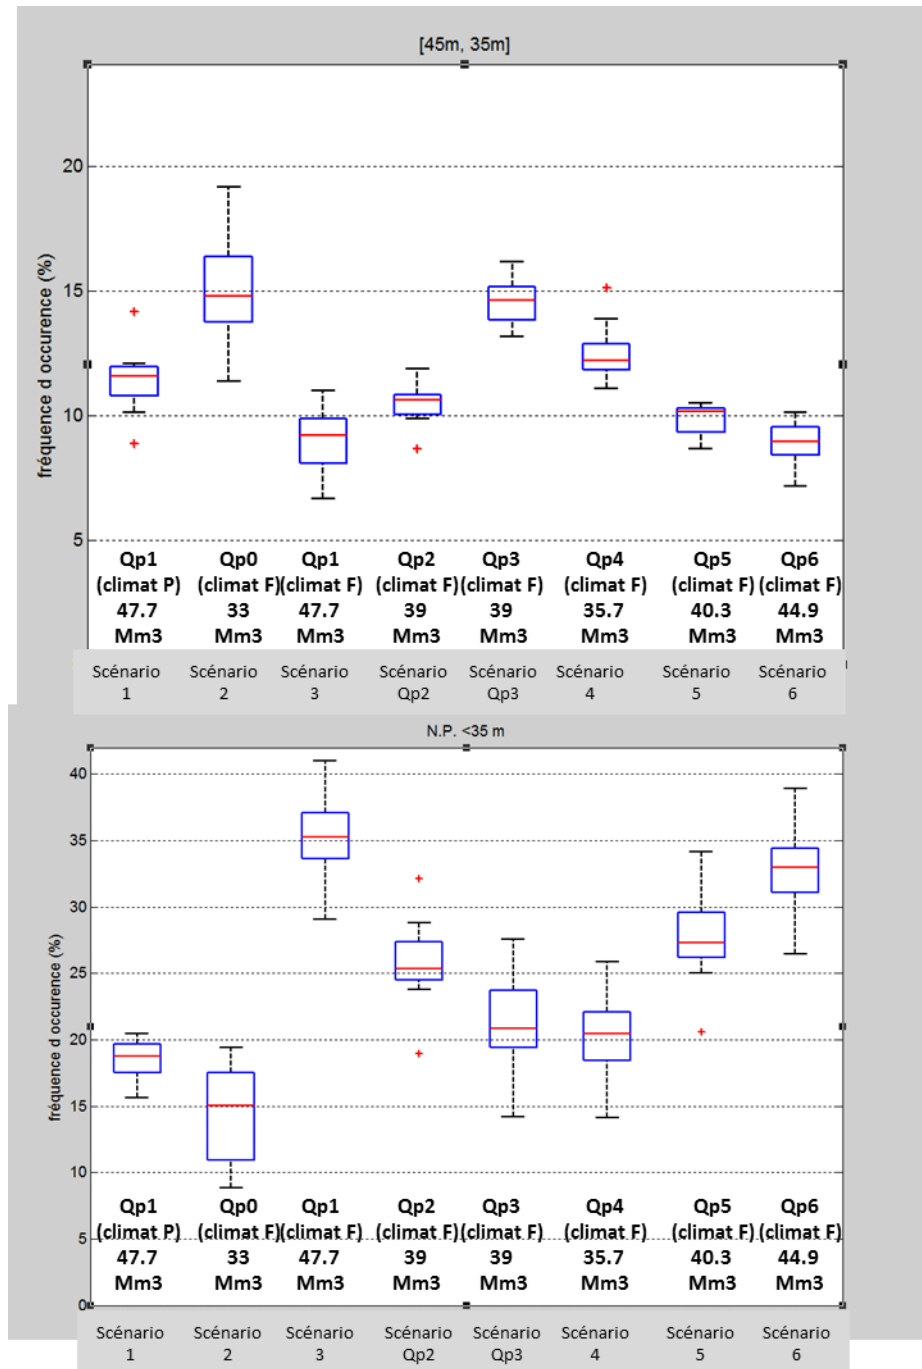 [45m, 35m]
fréquence d occurence (%)
20
15
10
5
Qp1 Qp0 Qp1 Qp2 Qp3 Qp4 Qp5 Qp6
(climat P) (climat F)(climat F) (climat F)(climat F) (climat F) (climat F)(climat F)
47.7 33 47.7 39 39 35.7 40.3 44.9
Mm3 Mm3 Mm3 Mm3 Mm3 Mm3 Mm3 Mm3
Scénario Scénario Scénario Scénario Scénario Scénario Scénario Scénario
1 2 3 Qp2 Qp3 4 5 6
N.P. <35 m
fréquence d occurence (%)
40
35
30
25
20
15
10
5
0
Qp1 Qp0 Qp1 Qp2 Qp3 Qp4 Qp5 Qp6
(climat P) (climat F)(climat F) (climat F)(climat F) (climat F) (climat F)(climat F)
47.7 33 47.7 39 39 35.7 40.3 44.9
Mm3 Mm3 Mm3 Mm3 Mm3 Mm3 Mm3 Mm3
Scénario Scénario Scénario Scénario Scénario Scénario Scénario Scénario
1 2 3 Qp2 Qp3 4 5 6